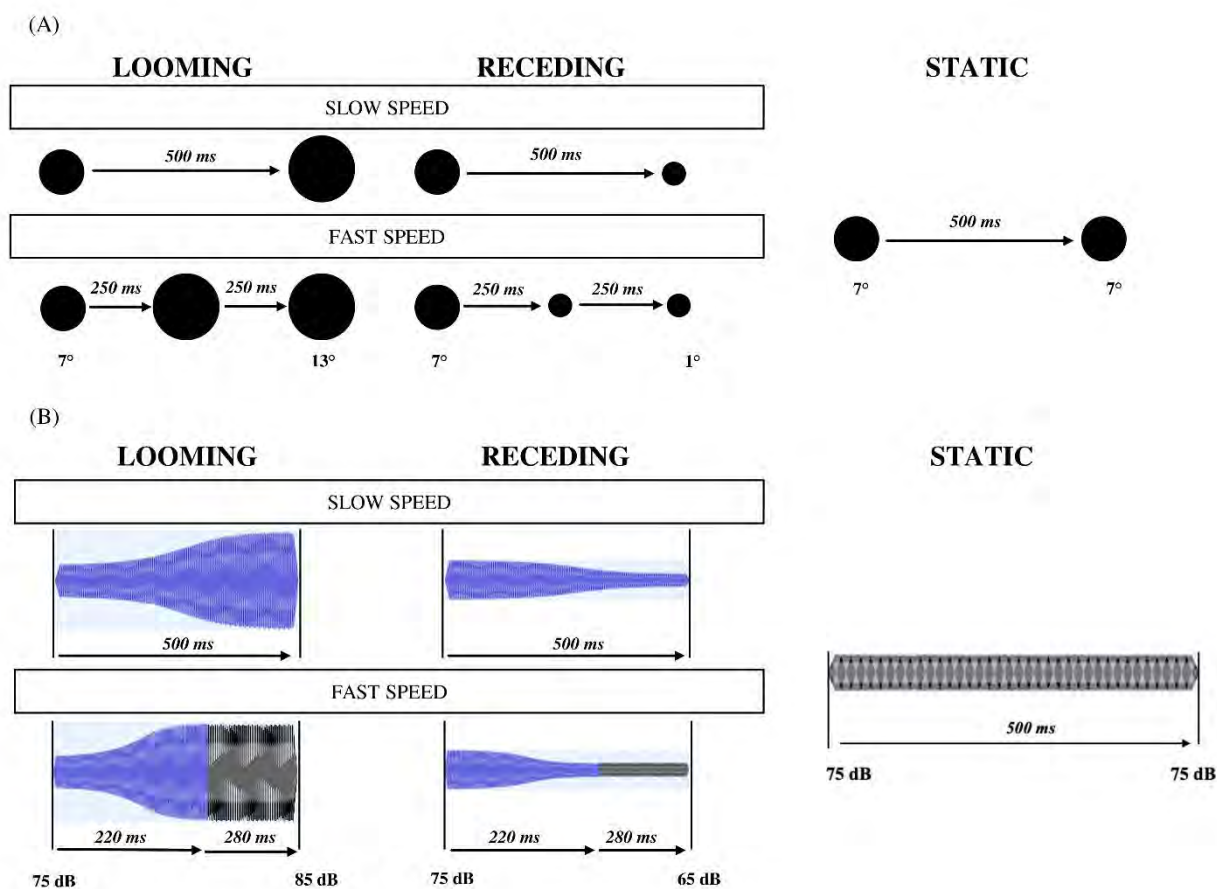 (A)
LOOMING RECEDING STATIC
SLOW SPEED
500 ms 500 ms
500 ms
FAST SPEED
250 ms 250 ms 250 ms 250 ms
7° 7°
7° 13° 7° 1°
(B)
LOOMING RECEDING STATIC
SLOW SPEED
500 ms 500 ms
FAST SPEED
500 ms
75 dB 75 dB
220 ms 280 ms 220 ms 280 ms
75 dB 85 dB 75 dB 65 dB